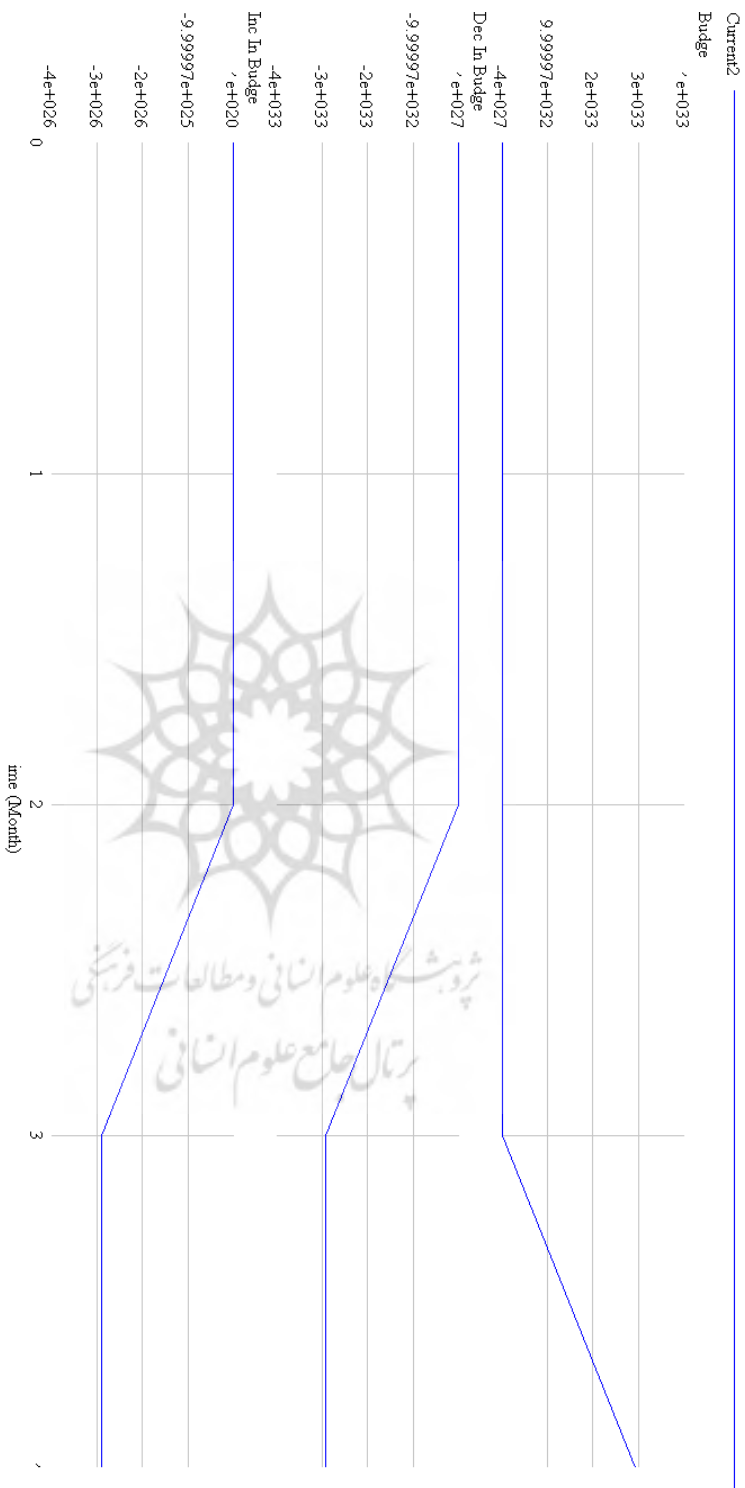 Current2
Budge
e+033
3e+033
2e+033
9.99997e+032
-4e+027
Dec In Budge
e+027
-9.99997e+032
-2e+033
-3e+033
-4e+033
Inc In Budge
e+020
-9.99997e+025
-2e+026
-3e+026
-4e+026
0 1 2 3
ime (Month)
پژوهشگاه علوم انسانی و مطالعات فرهنگی
پرتال جامع علوم انسانی